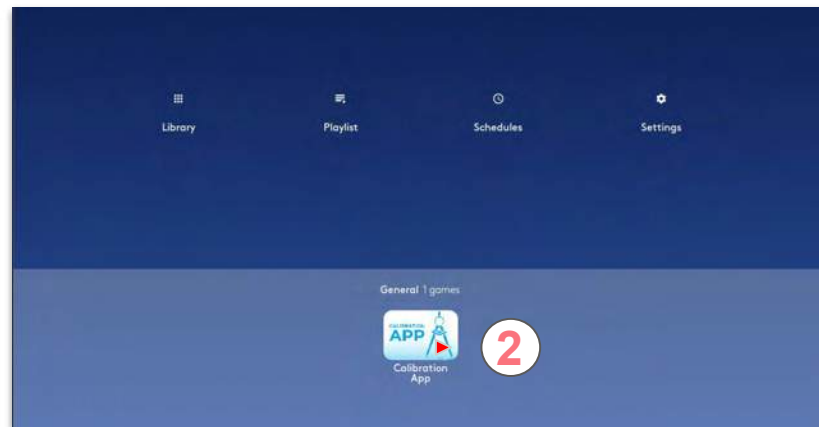 Library
Playlist
Schedules
Settings
General 1 games
CALIBRATION
APP
2
Calibration
App